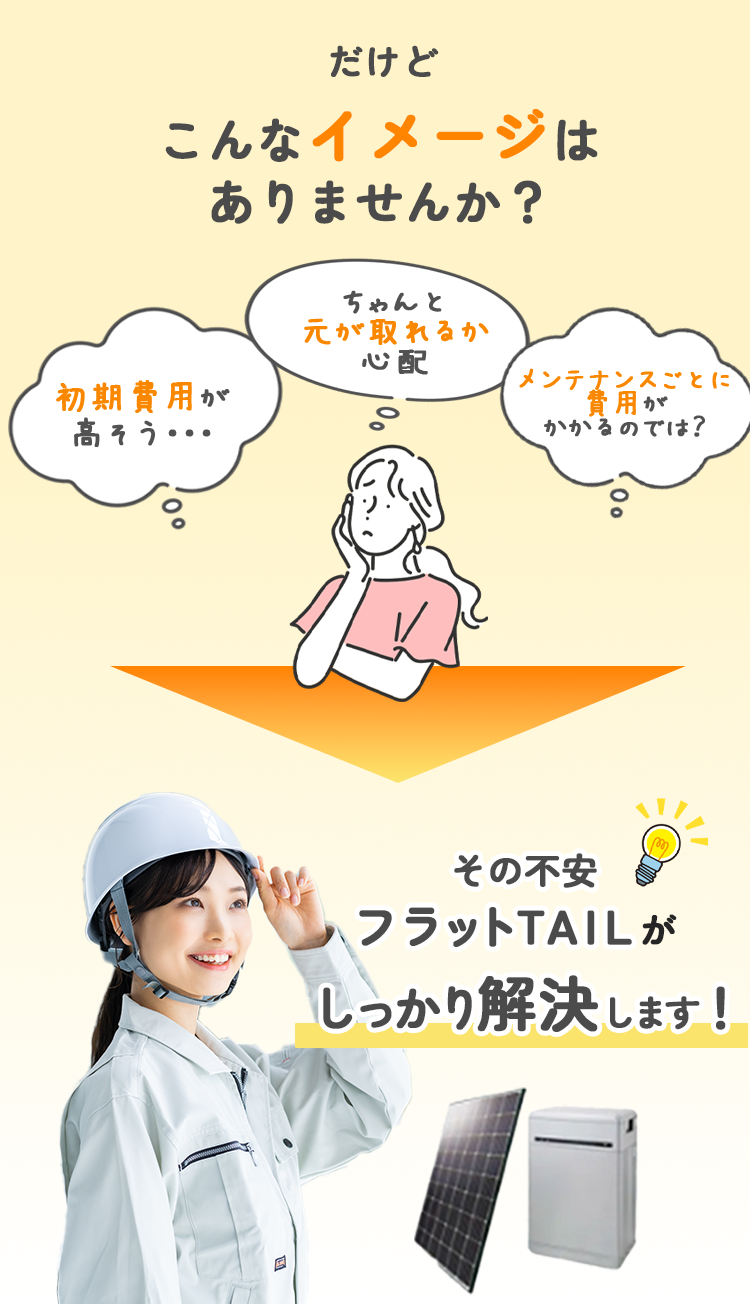 だけど
こんなイメージは
ありませんか？
ちゃんと
元が取れるか
心配
初期費用が
高そう・・・
メンテナンスごとに
費用が
かかるのでは？
その不安
フラットTAILが
しっかり解決します！